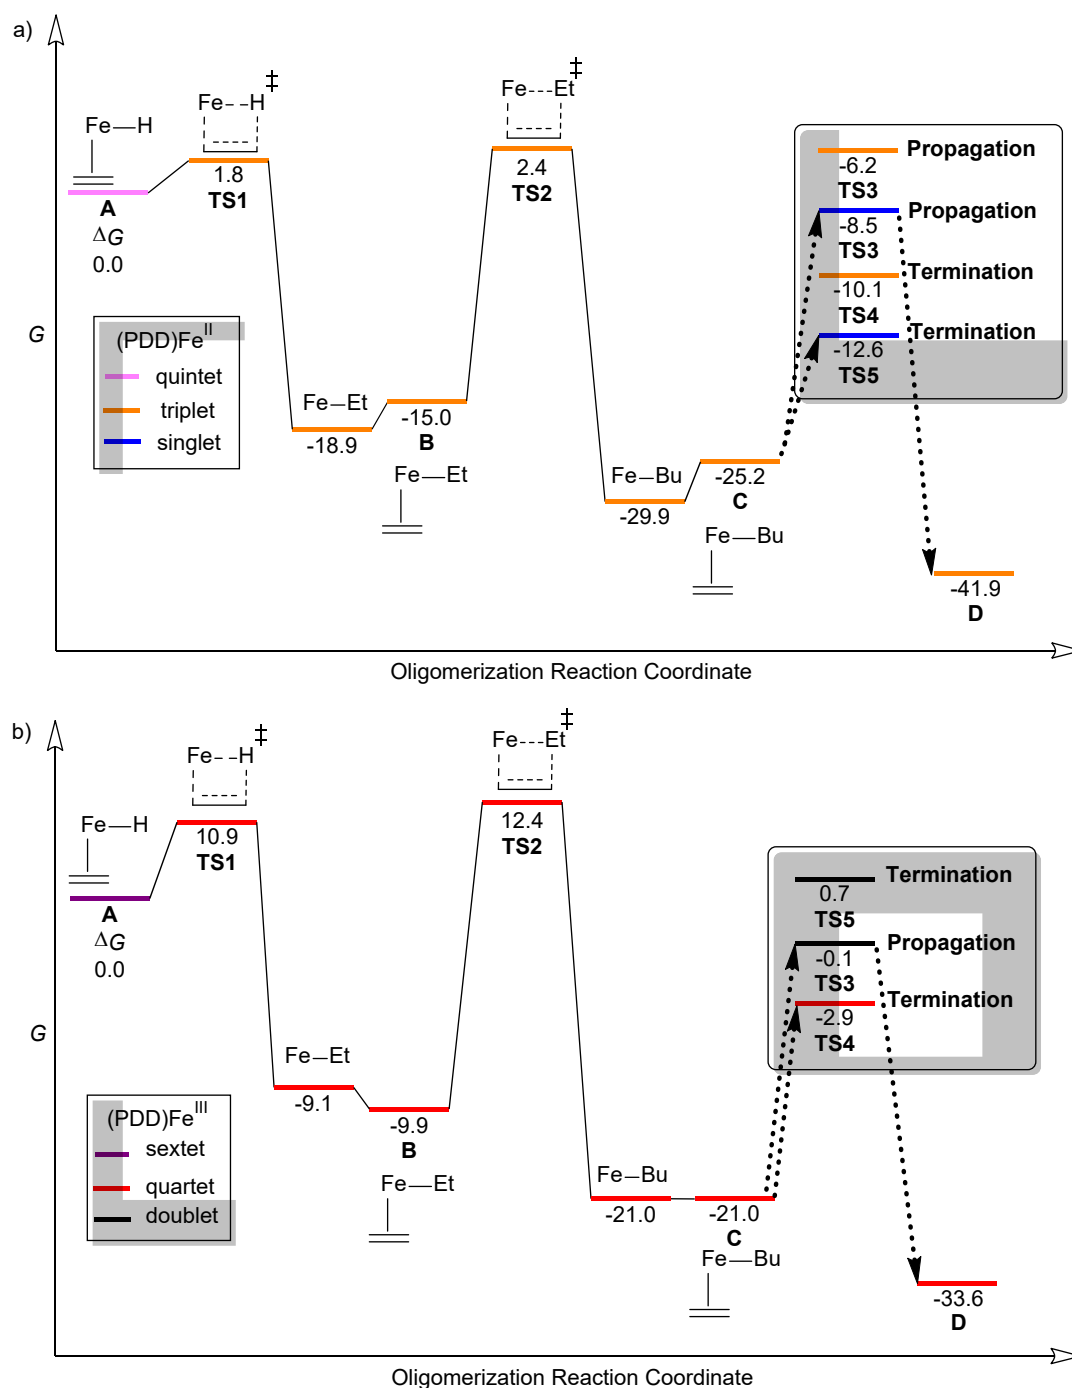 a)
Fe--H ‡
Fe---Et ‡
Fe—H
1.8
TS1
2.4
TS2
A
ΔG
0.0
-6.2 Propagation
TS3
-8.5 Propagation
TS3
-10.1 Termination
TS4
-12.6 Termination
TS5
G
(PDD)Fe^II
quintet
triplet
singlet
Fe—Et
-18.9
-15.0
B
Fe—Et
Fe—Bu
-29.9
-25.2
C
Fe—Bu
-41.9
D
Oligomerization Reaction Coordinate
b)
Fe--H ‡
Fe---Et ‡
Fe—H
10.9
TS1
12.4
TS2
A
ΔG
0.0
0.7 Termination
TS5
-0.1 Propagation
TS3
-2.9 Termination
TS4
G
(PDD)Fe^III
sextet
quartet
doublet
Fe—Et
-9.1
-9.9
B
Fe—Et
Fe—Bu
-21.0
-21.0
C
Fe—Bu
-33.6
D
Oligomerization Reaction Coordinate